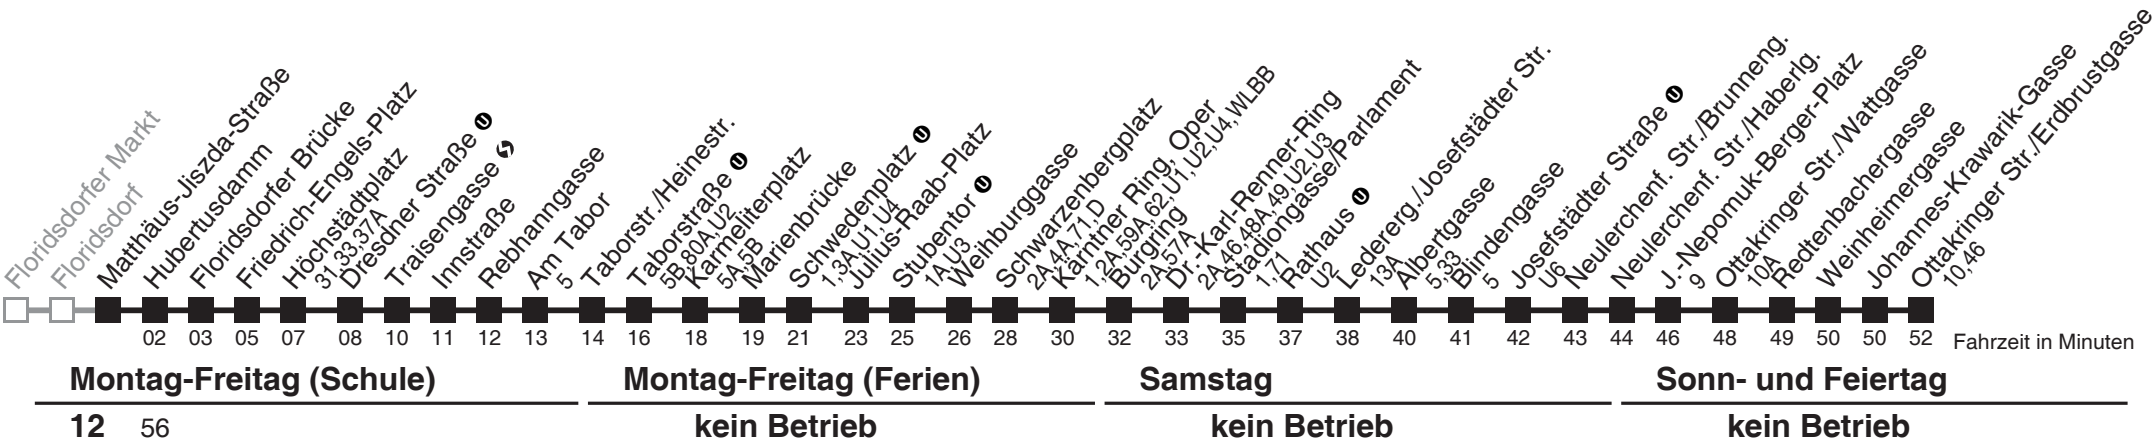 Floridsdorfer Markt
Floridsdorf
Matthäus-Jiszda-Straße
Hubertusdamm
Floridsdorfer Brücke
Friedrich-Engels-Platz
Höchstädtplatz
31,33,37A
Dresdner Straße U
Traisengasse S
Innstraße
Rebhanngasse
Am Tabor
5
Taborstr./Heinestr.
Taborstraße U
5B,80A,U2
Karmeliterplatz
5A,5B
Marienbrücke
Schwedenplatz U
1,3A,U1,U4
Julius-Raab-Platz
Stubentor U
1A,U3
Weihburggasse
Schwarzenbergplatz
2A,4A,71,D
Kärntner Ring, Oper
1,2A,59A,62,U1,U2,U4,WLBB
Burgring
2A,57A
Dr.-Karl-Renner-Ring
2A,46,48A,49,U2,U3
Stadiongasse/Parlament
1,71
Rathaus U
U2
Ledererg./Josefstädter Str.
13A
Albertgasse
5,33
Blindengasse
5
Josefstädter Straße U
U6
Neulerchenf. Str./Brunneng.
Neulerchenf. Str./Haberlg.
J.-Nepomuk-Berger-Platz
9
Ottakringer Str./Wattgasse
10A
Redtenbachergasse
Weinheimergasse
Johannes-Krawarik-Gasse
Ottakringer Str./Erdbrustgasse
10,46
02 03 05 07 08 10 11 12 13 14 16 18 19 21 23 25 26 28 30 32 33 35 37 38 40 41 42 43 44 46 48 49 50 50 52 Fahrzeit in Minuten
Montag-Freitag (Schule) Montag-Freitag (Ferien) Samstag Sonn- und Feiertag
12 56 kein Betrieb kein Betrieb kein Betrieb